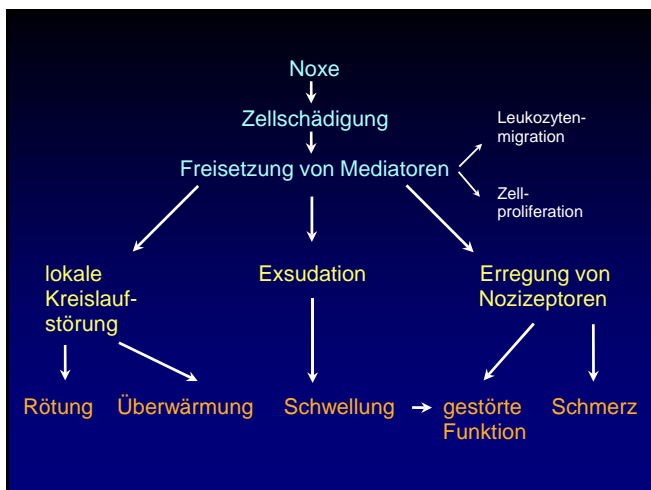 Noxe
Zellschädigung
Leukozyten-
migration
Freisetzung von Mediatoren
Zell-
proliferation
lokale
Kreislauf-
störung
Exsudation
Erregung von
Nozizeptoren
Rötung
Überwärmung
Schwellung
gestörte
Funktion
Schmerz